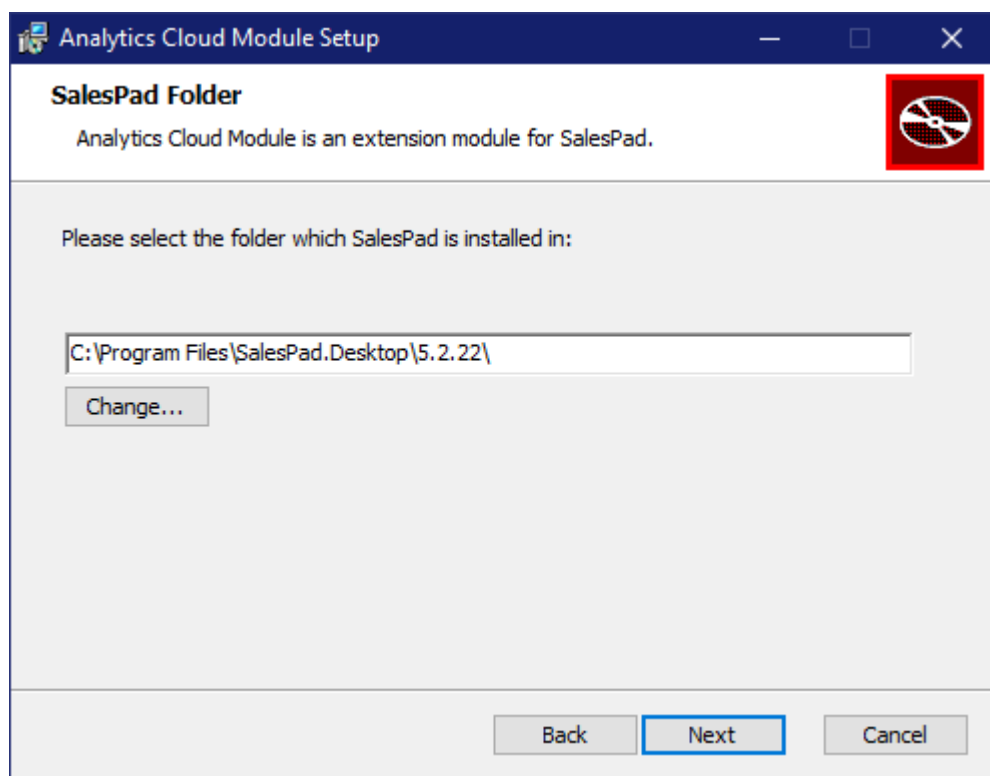 Analytics Cloud Module Setup
SalesPad Folder
Analytics Cloud Module is an extension module for SalesPad.
Please select the folder which SalesPad is installed in:
C:\Program Files\SalesPad.Desktop\5.2.22\
Change...
Back Next Cancel